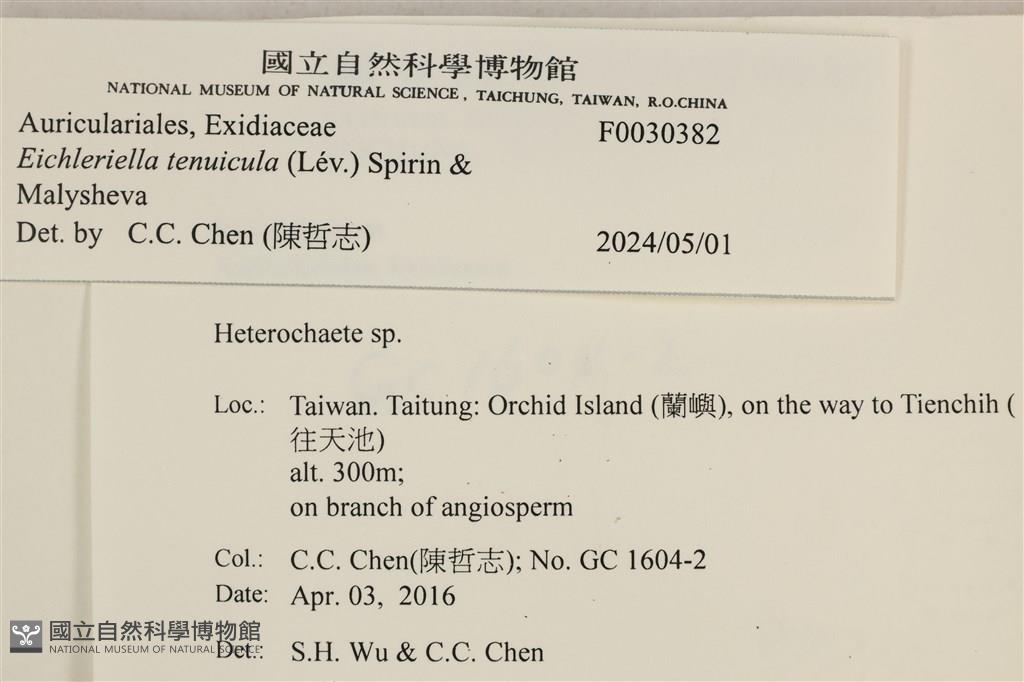 國立自然科學博物館
NATIONAL MUSEUM OF NATURAL SCIENCE, TAICHUNG, TAIWAN, R.O.CHINA
Auriculariales, Exidiaceae F0030382
Eichleriella tenuicula (Lév.) Spirin &
Malysheva
Det. by C.C. Chen (陳哲志) 2024/05/01
Heterochaete sp.
Loc.: Taiwan. Taitung: Orchid Island (蘭嶼), on the way to Tienchih (
往天池)
alt. 300m;
on branch of angiosperm
Col.: C.C. Chen(陳哲志); No. GC 1604-2
Date: Apr. 03, 2016
Det.: S.H. Wu & C.C. Chen
國立自然科學博物館
NATIONAL MUSEUM OF NATURAL SCIENCE